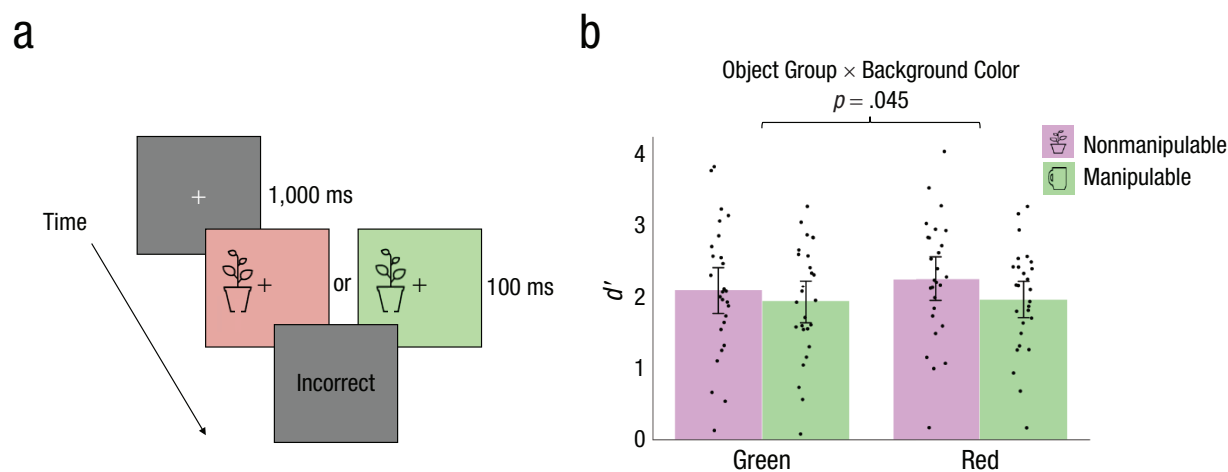 a
Time
1,000 ms
or
100 ms
Incorrect
b
Object Group × Background Color
p = .045
Nonmanipulable
Manipulable
d′
4
3
2
1
0
Green
Red